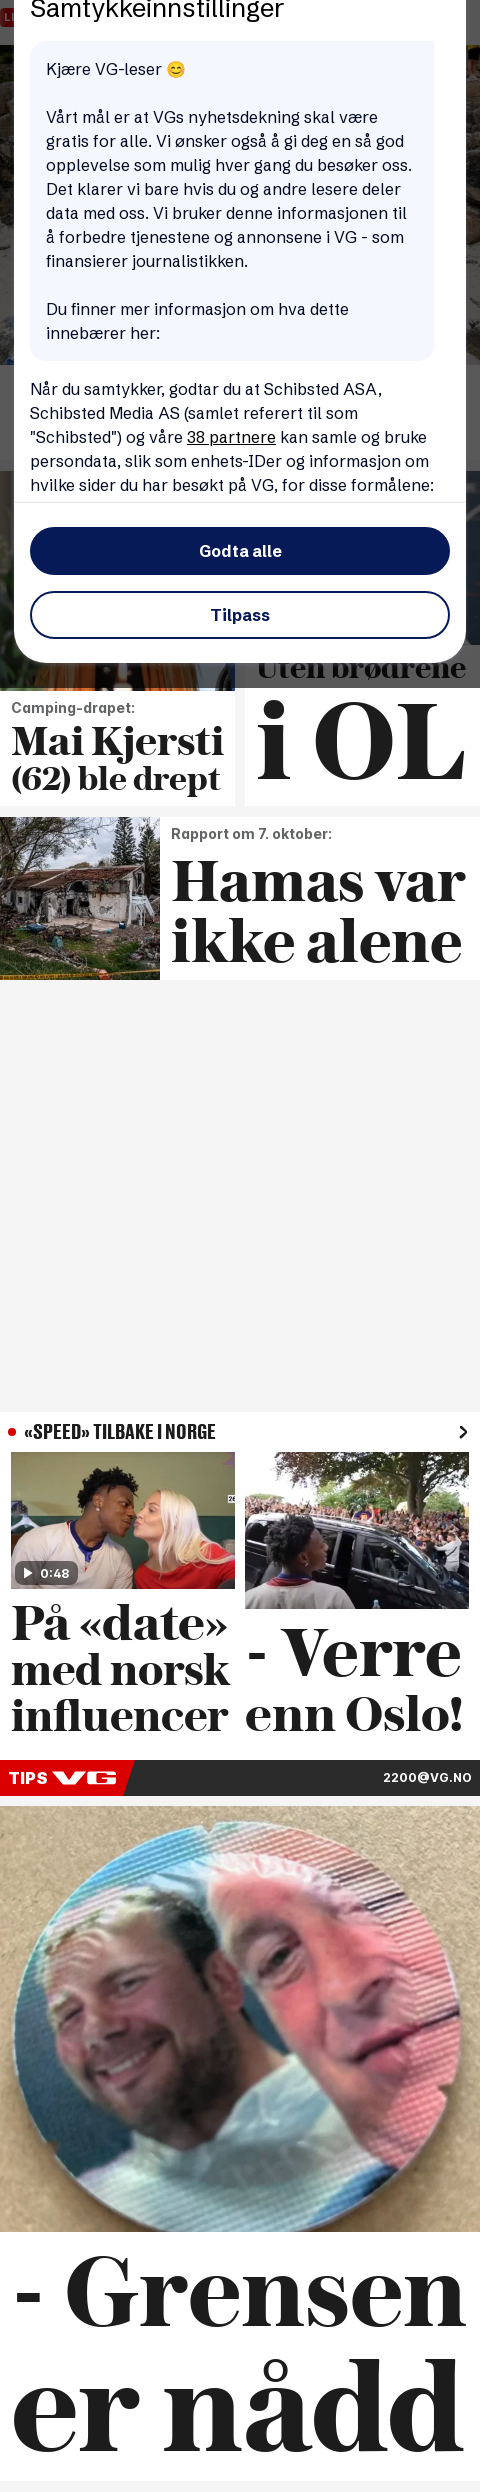 Samtykkeinnstillinger
Kjære VG-leser 😊
Vårt mål er at VGs nyhetsdekning skal være
gratis for alle. Vi ønsker også å gi deg en så god
opplevelse som mulig hver gang du besøker oss.
Det klarer vi bare hvis du og andre lesere deler
data med oss. Vi bruker denne informasjonen til
å forbedre tjenestene og annonsene i VG - som
finansierer journalistikken.
Du finner mer informasjon om hva dette
innebærer her:
Når du samtykker, godtar du at Schibsted ASA,
Schibsted Media AS (samlet referert til som
"Schibsted") og våre 38 partnere kan samle og bruke
persondata, slik som enhets-IDer og informasjon om
hvilke sider du har besøkt på VG, for disse formålene:
Godta alle
Tilpass
Camping-drapet:
Mai Kjersti
(62) ble drept
Uten brødrene
i OL
Rapport om 7. oktober:
Hamas var
ikke alene
«SPEED» TILBAKE I NORGE
0:48
På «date»
med norsk
influencer
- Verre
enn Oslo!
TIPS VG
2200@VG.NO
- Grensen
er nådd